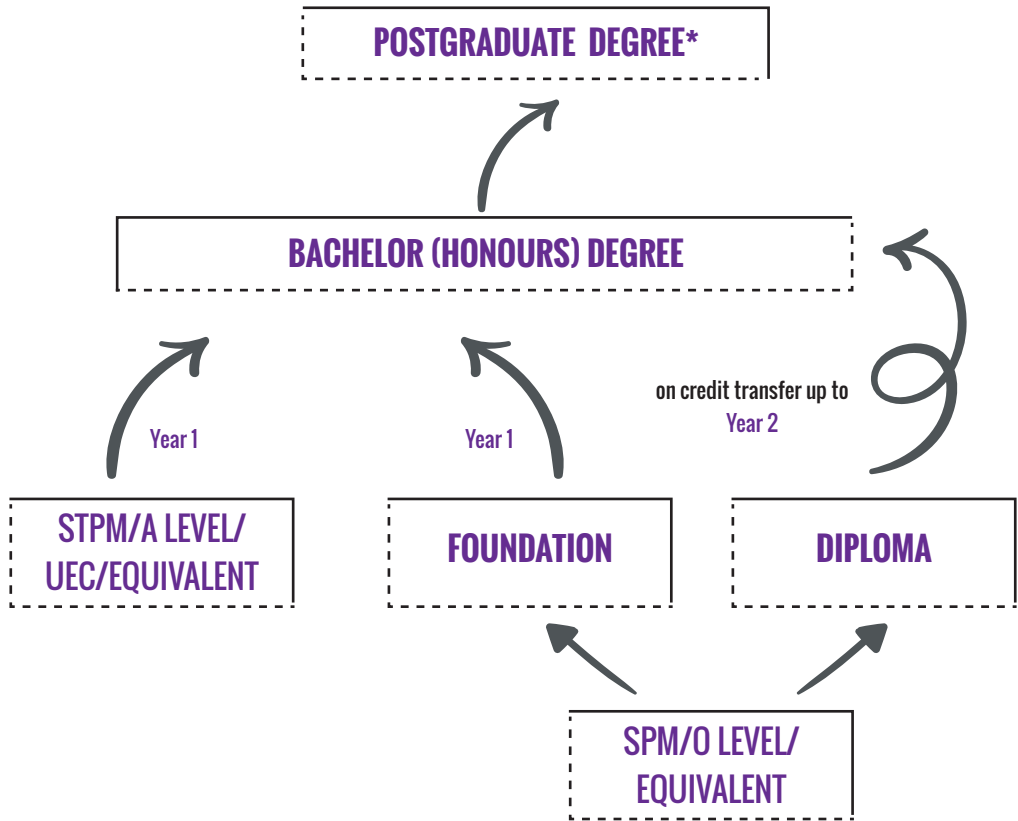 POSTGRADUATE DEGREE*
BACHELOR (HONOURS) DEGREE
Year 1
Year 1
on credit transfer up to
Year 2
STPM/A LEVEL/
UEC/EQUIVALENT
FOUNDATION
DIPLOMA
SPM/O LEVEL/
EQUIVALENT